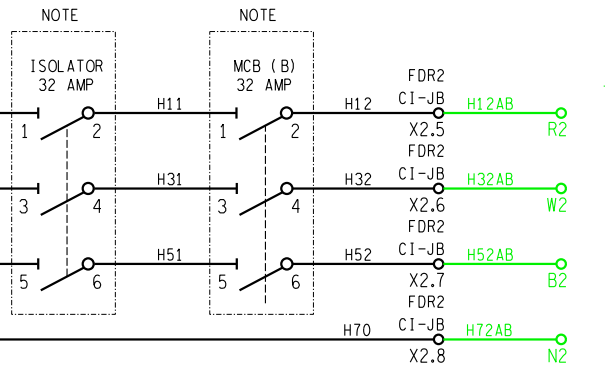 NOTE
NOTE
ISOLATOR
32 AMP
MCB (B)
32 AMP
FDR2
CI-JB
H11
H12
H12AB
1
2
1
2
X2.5
R2
FDR2
CI-JB
H31
H32
H32AB
3
4
3
4
X2.6
W2
FDR2
CI-JB
H51
H52
H52AB
5
6
5
6
X2.7
B2
FDR2
CI-JB
H70
H72AB
X2.8
N2